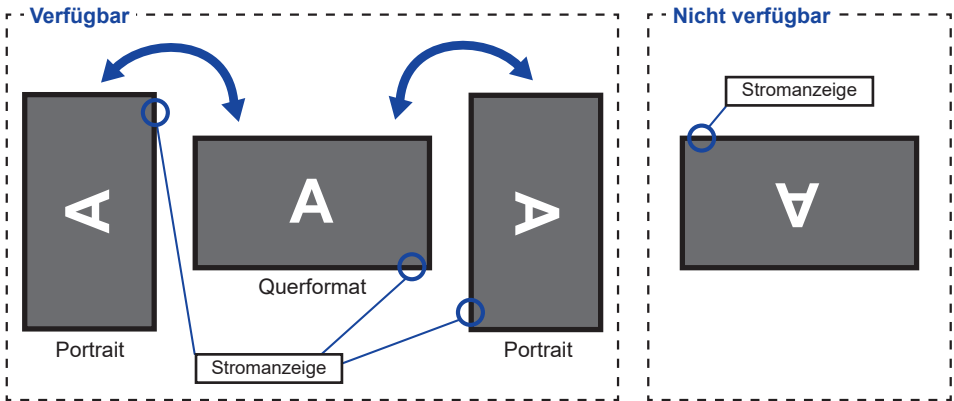 Verfügbar
A
A
A
Portrait
Querformat
Portrait
Stromanzeige
Nicht verfügbar
Stromanzeige
A